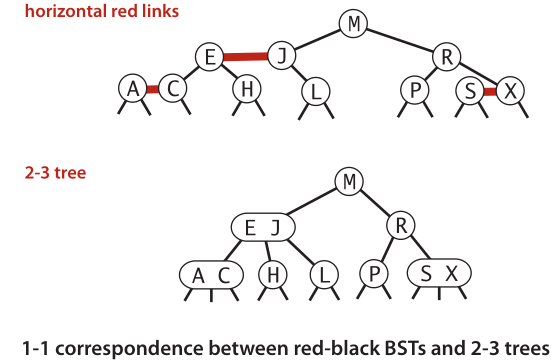 horizontal red links
M
E J R
A C H L P S X
2-3 tree
M
E J R
A C H L P S X
1-1 correspondence between red-black BSTs and 2-3 trees